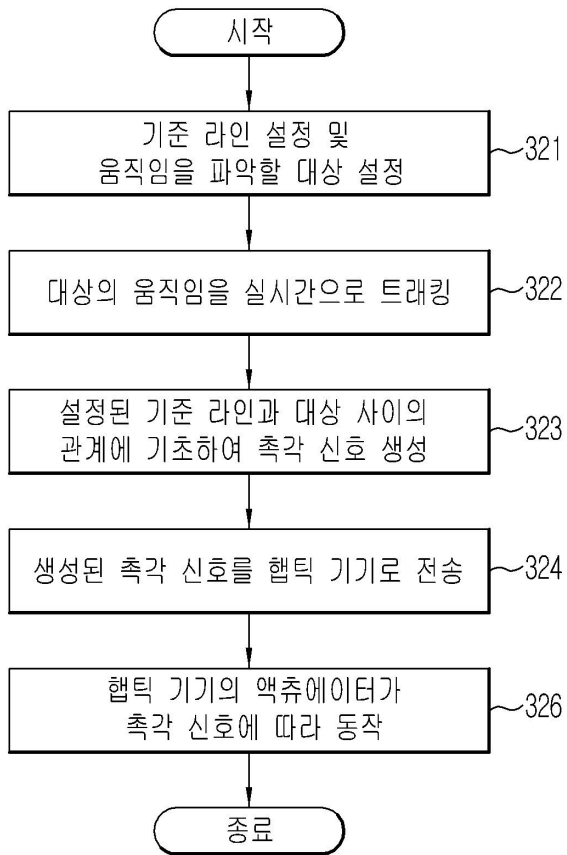 시작
기준 라인 설정 및
움직임을 파악할 대상 설정
321
대상의 움직임을 실시간으로 트래킹
322
설정된 기준 라인과 대상 사이의
관계에 기초하여 촉각 신호 생성
323
생성된 촉각 신호를 햅틱 기기로 전송
324
햅틱 기기의 액츄에이터가
촉각 신호에 따라 동작
326
종료